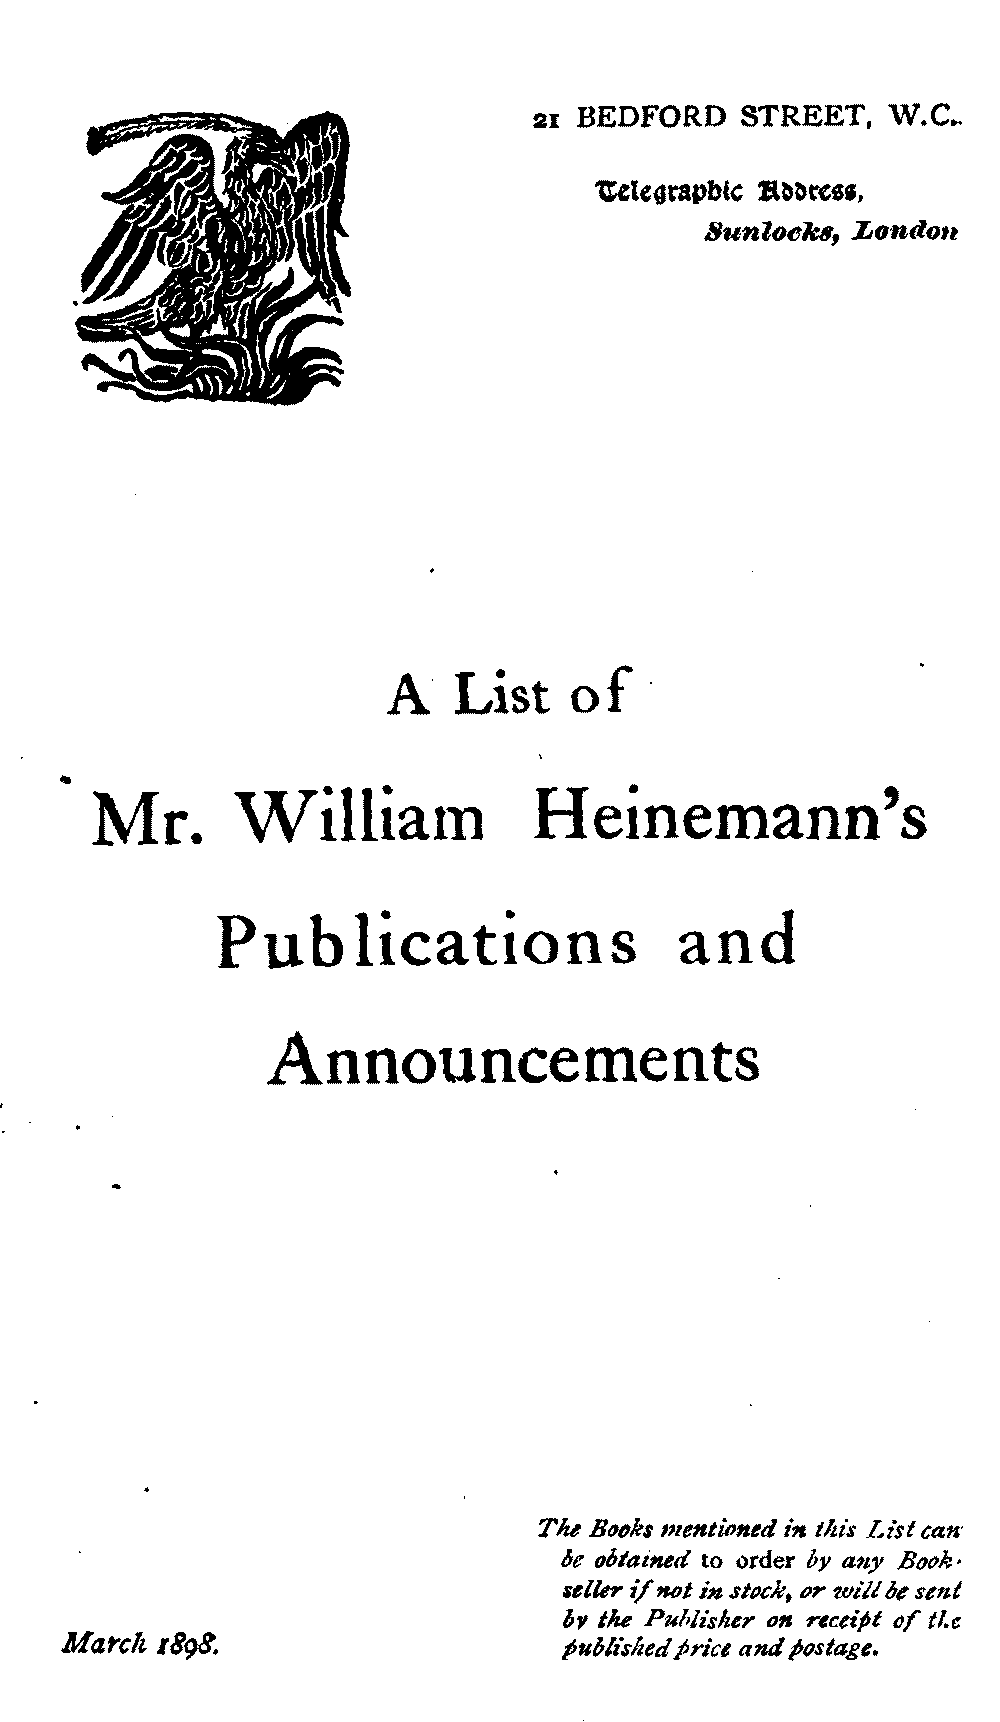 21 BEDFORD STREET, W.C.
Telegraphic Address,
Sunlocks, London
A List of
Mr. William Heinemann's
Publications and
Announcements
The Books mentioned in this List can
be obtained to order by any Book-
seller if not in stock, or will be sent
by the Publisher on receipt of the
published price and postage.
March 1898.